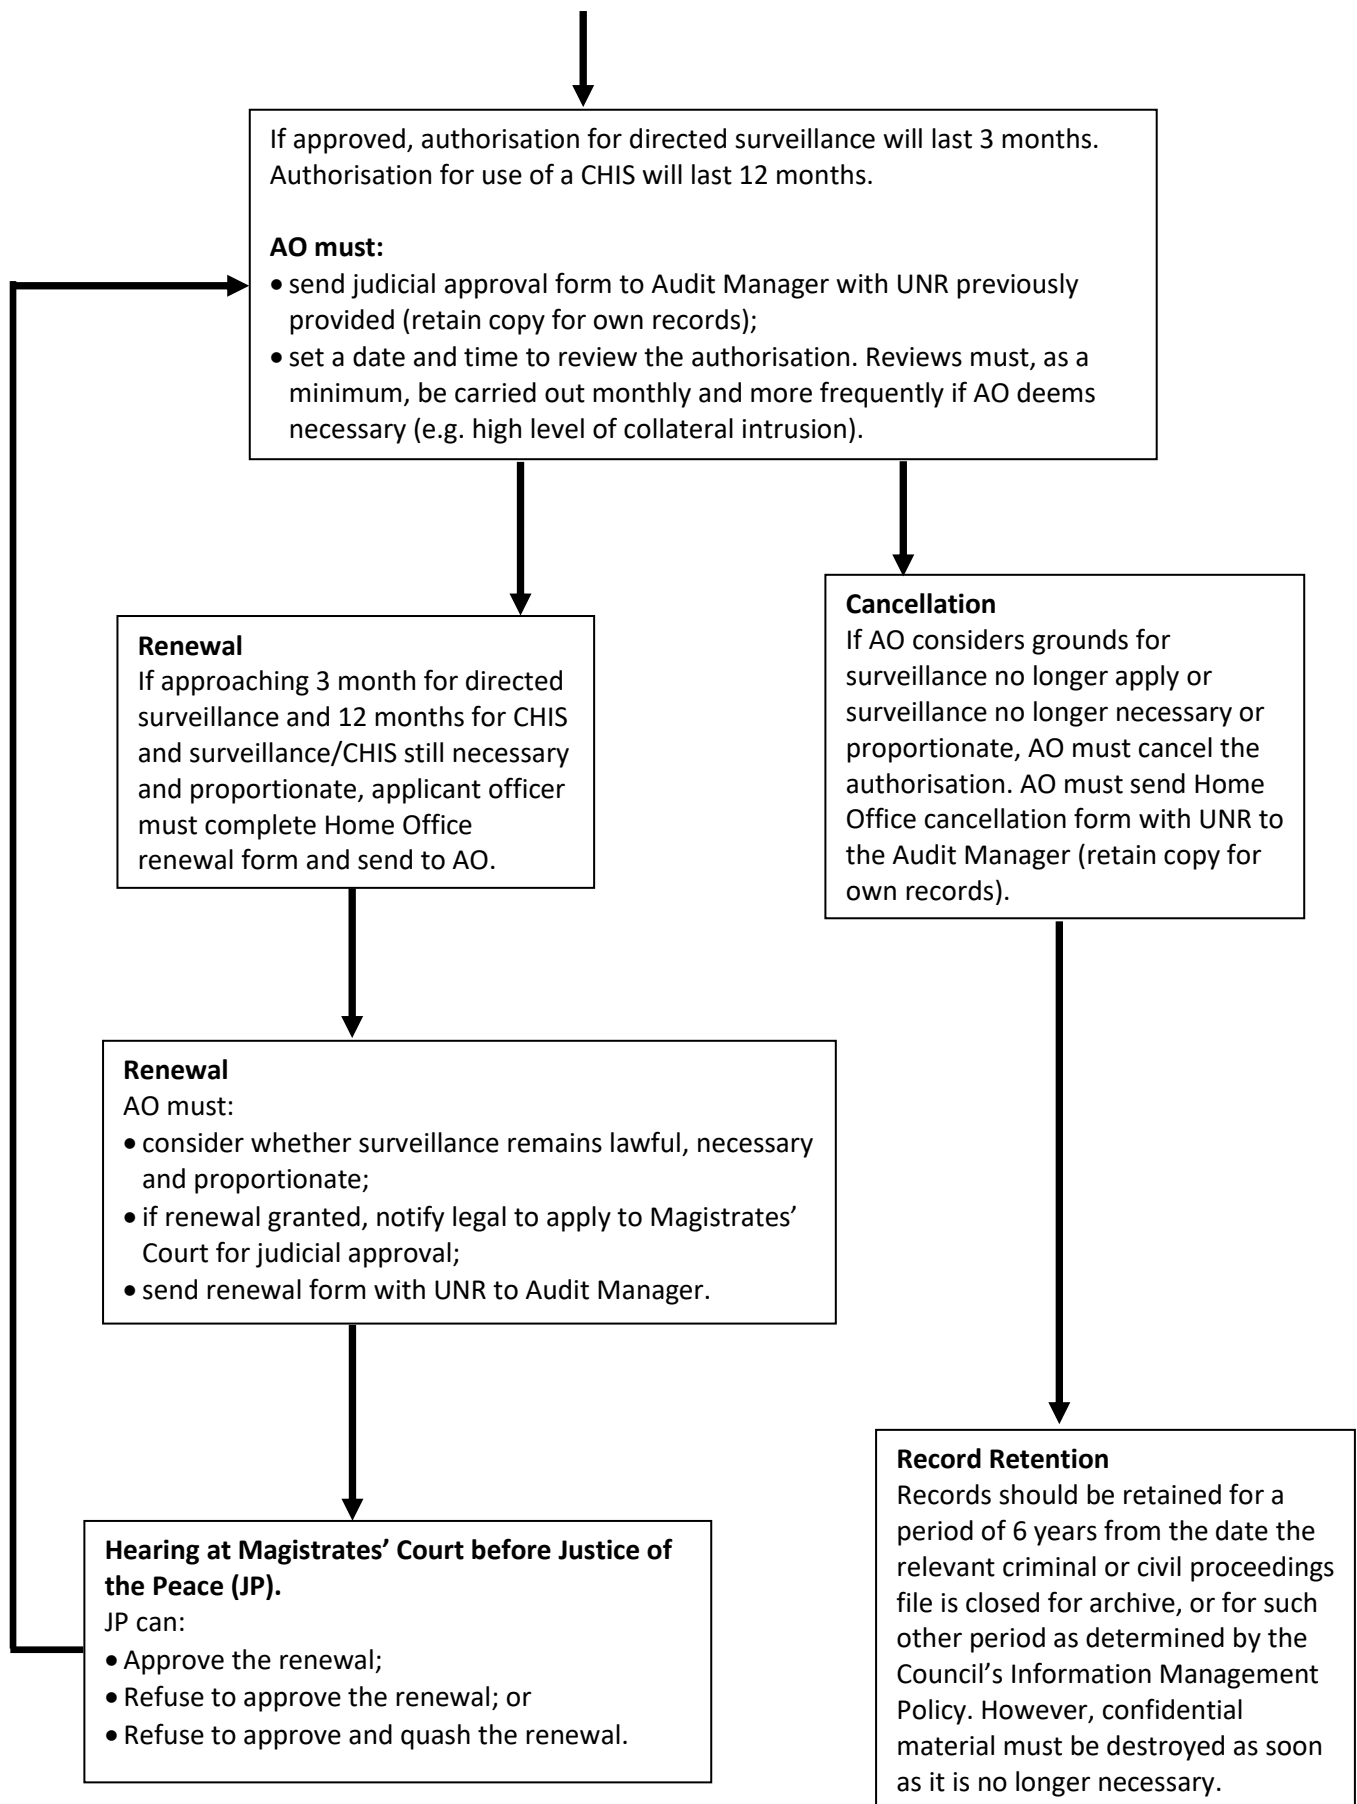 If approved, authorisation for directed surveillance will last 3 months.
Authorisation for use of a CHIS will last 12 months.
AO must:
• send judicial approval form to Audit Manager with UNR previously
provided (retain copy for own records);
• set a date and time to review the authorisation. Reviews must, as a
minimum, be carried out monthly and more frequently if AO deems
necessary (e.g. high level of collateral intrusion).
Renewal
If approaching 3 month for directed
surveillance and 12 months for CHIS
and surveillance/CHIS still necessary
and proportionate, applicant officer
must complete Home Office
renewal form and send to AO.
Cancellation
If AO considers grounds for
surveillance no longer apply or
surveillance no longer necessary or
proportionate, AO must cancel the
authorisation. AO must send Home
Office cancellation form with UNR to
the Audit Manager (retain copy for
own records).
Renewal
AO must:
• consider whether surveillance remains lawful, necessary
and proportionate;
• if renewal granted, notify legal to apply to Magistrates’
Court for judicial approval;
• send renewal form with UNR to Audit Manager.
Hearing at Magistrates’ Court before Justice of
the Peace (JP).
JP can:
• Approve the renewal;
• Refuse to approve the renewal; or
• Refuse to approve and quash the renewal.
Record Retention
Records should be retained for a
period of 6 years from the date the
relevant criminal or civil proceedings
file is closed for archive, or for such
other period as determined by the
Council’s Information Management
Policy. However, confidential
material must be destroyed as soon
as it is no longer necessary.